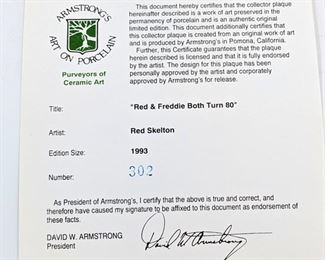 ARMSTRONG'S
ART ON PORCELAIN
Purveyors of
Ceramic Art
This document hereby certifies that the collector plaque
hereinafter described is a work of art preserved in the
permanency of porcelain and is an authentic original
limited edition. This document additionally certifies that
this collector plaque is created from an original work of art
and is produced by Armstrong's in Pomona, California.
Further, this Certificate guarantees that the plaque
herein described is licensed and that it is fully endorsed
by the artist. The design for this plaque has been
personally approved by the artist and corporately
approved by Armstrong's for release.
Title: "Red & Freddie Both Turn 80"
Artist: Red Skelton
Edition Size: 1993
Number: 302
As President of Armstrong's, I certify that the above is true and correct, and
therefore have caused my signature to be affixed to this document as endorsement of
these facts.
DAVID W. ARMSTRONG
President
David W Armstrong